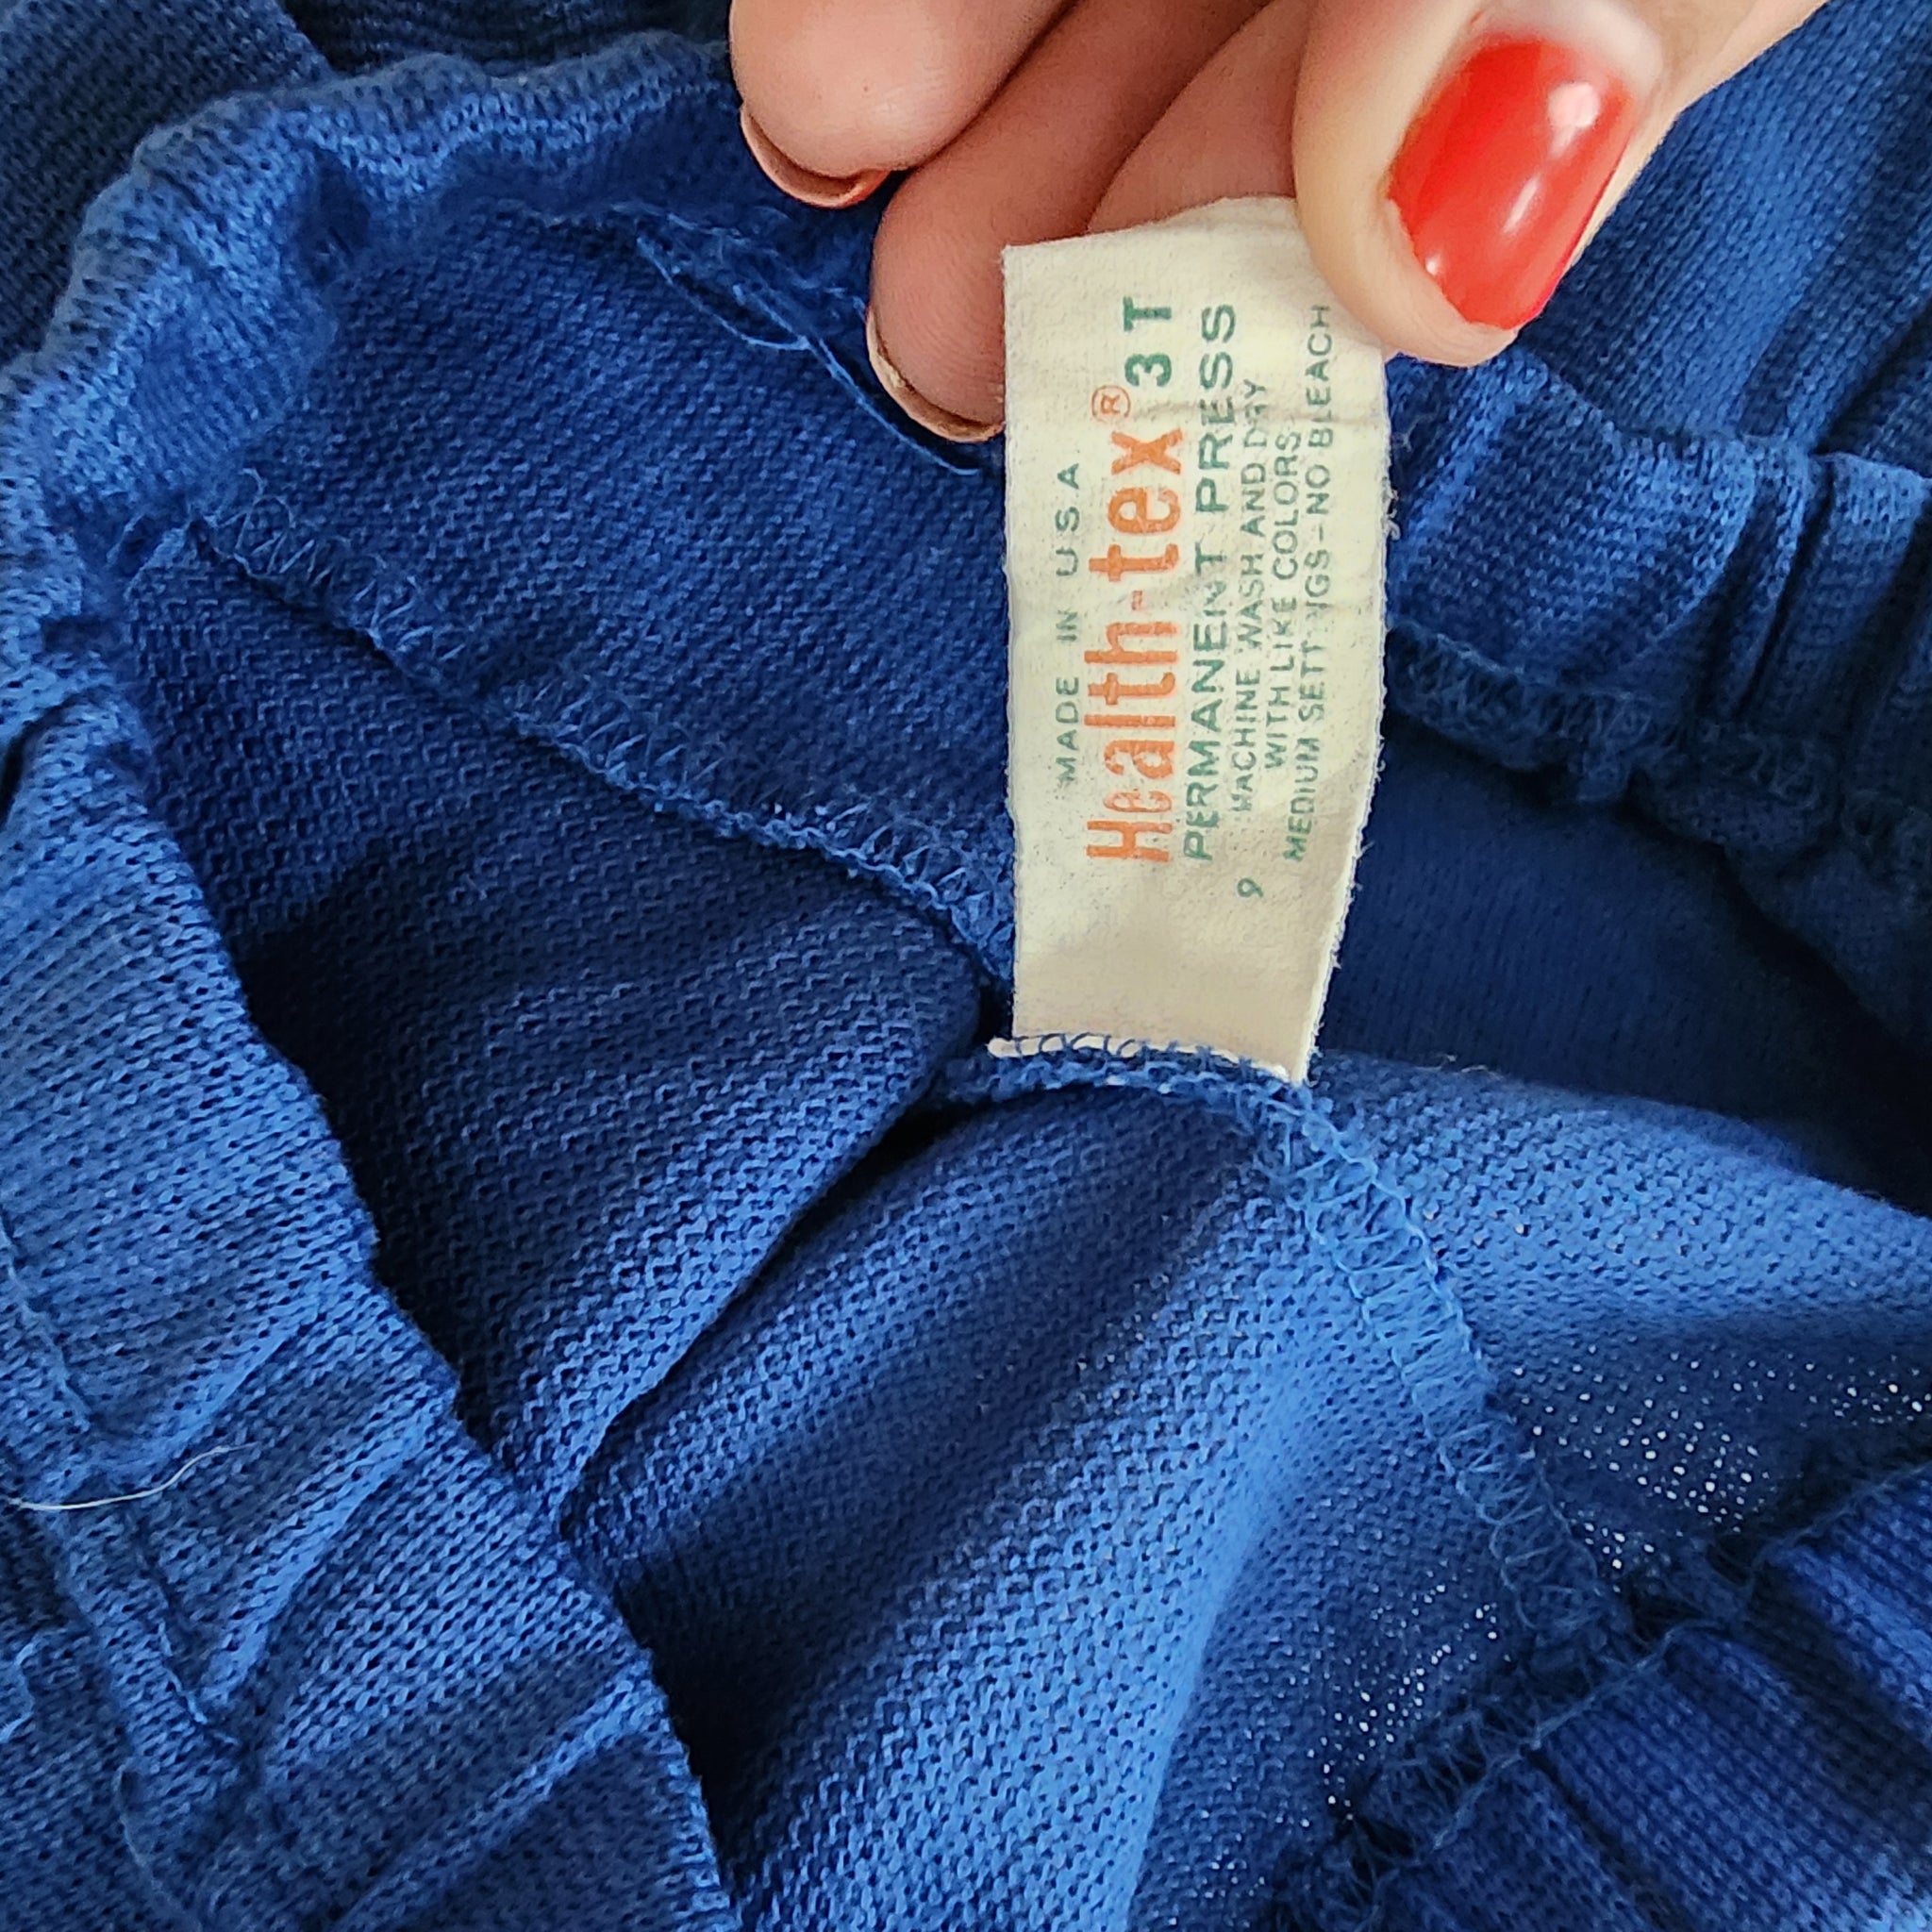 MADE IN U.S.A
Health-tex® 3T
PERMANENT PRESS
9 MACHINE WASH AND DRY
WITH LIKE COLORS
MEDIUM SETTINGS-NO BLEACH